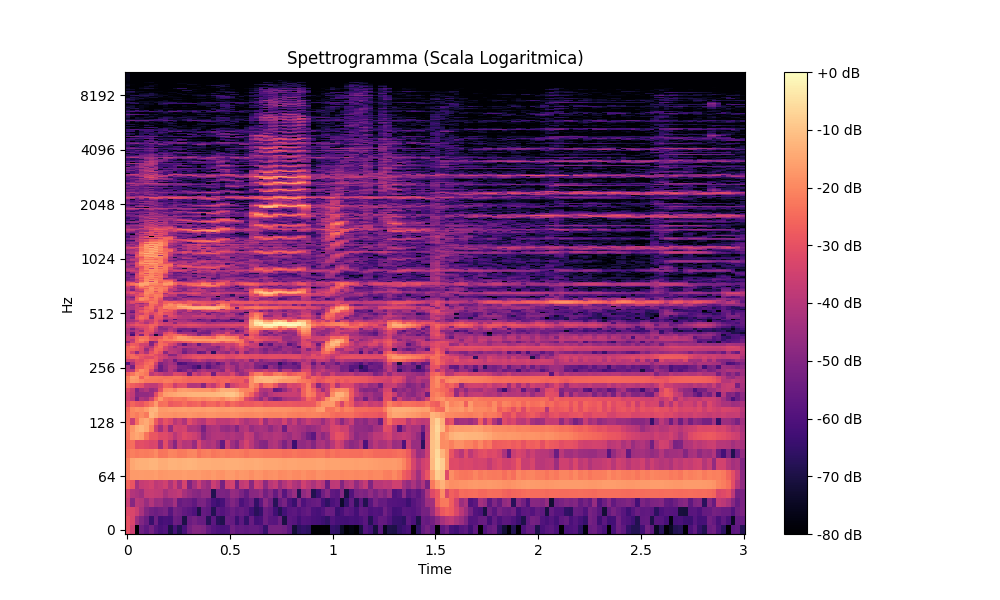 Spettrogramma (Scala Logaritmica)
Hz
8192
4096
2048
1024
512
256
128
64
0
0
0.5
1
1.5
2
2.5
3
Time
+0 dB
-10 dB
-20 dB
-30 dB
-40 dB
-50 dB
-60 dB
-70 dB
-80 dB